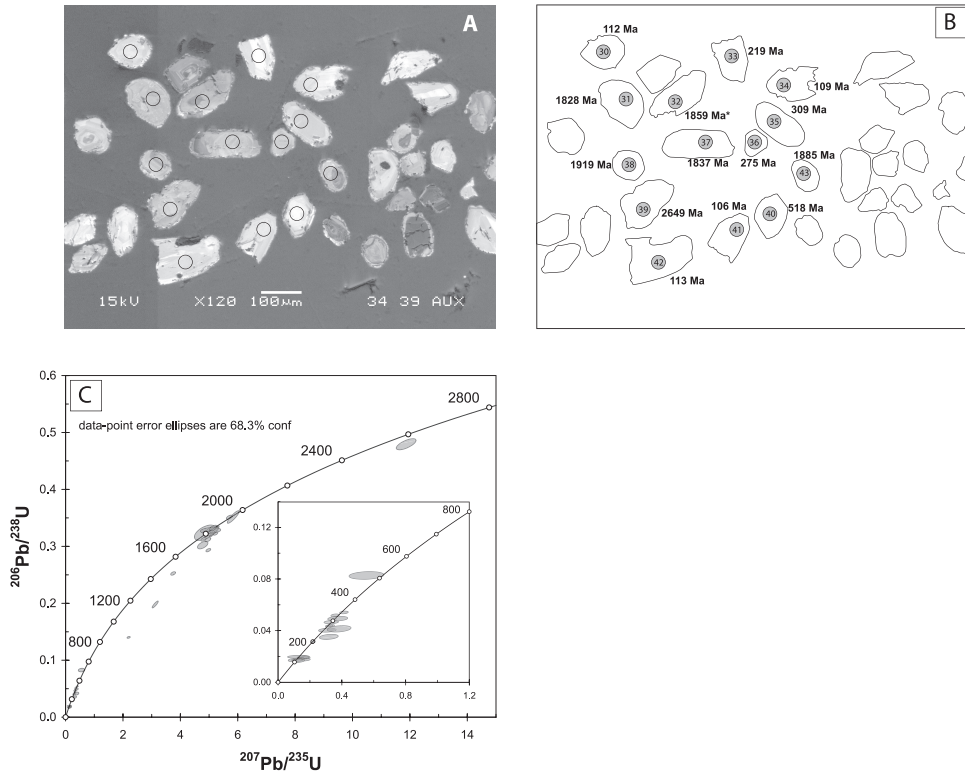 A
15kV X120 100μm 34 39 AUX
B
112 Ma
30
33
219 Ma
34
109 Ma
1828 Ma
31
32
1859 Ma*
309 Ma
35
37
1837 Ma
36
275 Ma
1885 Ma
43
1919 Ma
38
39
2649 Ma
106 Ma
41
40
518 Ma
42
113 Ma
C
data-point error ellipses are 68.3% conf
206Pb/238U
0.6
0.5
0.4
0.3
0.2
0.1
0.0
2800
2400
2000
1600
1200
800
0.12
0.08
0.04
0.00
800
600
400
200
0.0 0.4 0.8 1.2
0 2 4 6 8 10 12 14
207Pb/235U